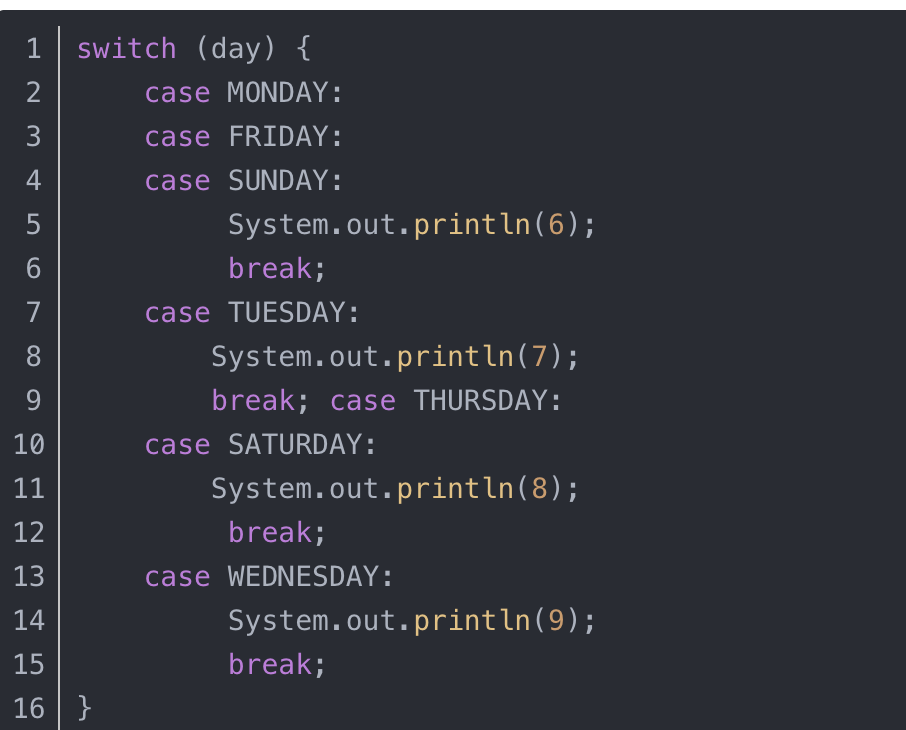 1 switch (day) {
2     case MONDAY:
3     case FRIDAY:
4     case SUNDAY:
5          System.out.println(6);
6          break;
7     case TUESDAY:
8         System.out.println(7);
9         break; case THURSDAY:
10     case SATURDAY:
11         System.out.println(8);
12          break;
13     case WEDNESDAY:
14          System.out.println(9);
15          break;
16 }